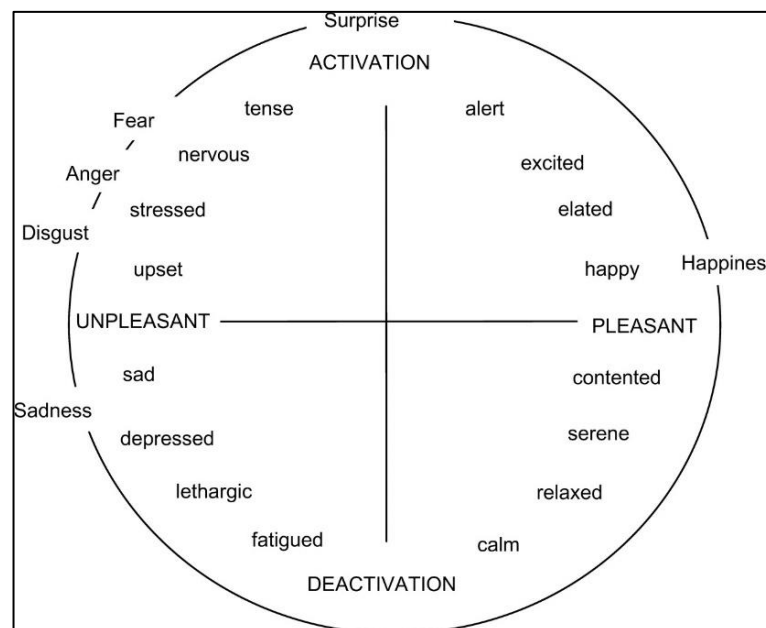 Surprise
ACTIVATION
tense alert
Fear
nervous
excited
Anger
stressed elated
Disgust
upset happy Happines
UNPLEASANT PLEASANT
sad contented
Sadness
depressed serene
lethargic relaxed
fatigued calm
DEACTIVATION